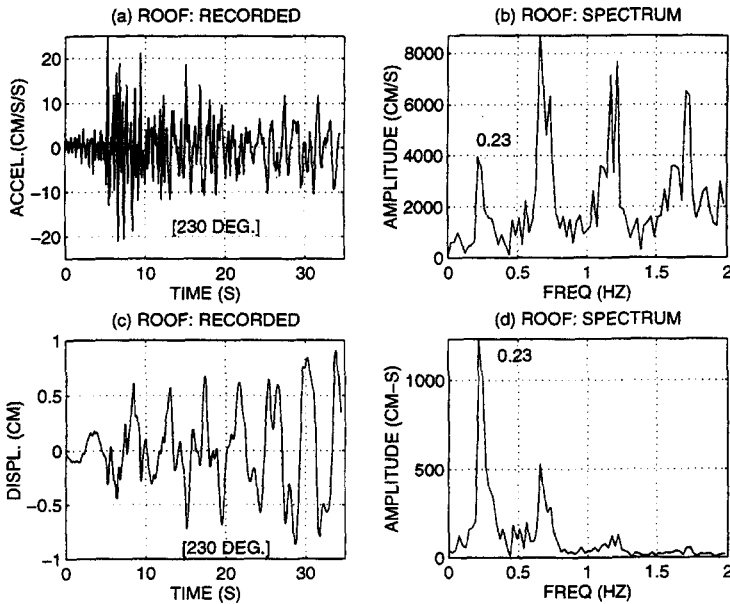 (a) ROOF: RECORDED
ACCEL.(CM/S/S)
20
10
0
−10
−20
[230 DEG.]
0
10
20
30
TIME (S)
(b) ROOF: SPECTRUM
AMPLITUDE (CM/S)
8000
6000
4000
2000
0
0.23
0
0.5
1
1.5
2
FREQ (HZ)
(c) ROOF: RECORDED
DISPL. (CM)
1
0.5
0
−0.5
−1
[230 DEG.]
0
10
20
30
TIME (S)
(d) ROOF: SPECTRUM
AMPLITUDE (CM−S)
1000
500
0
0.23
0
0.5
1
1.5
2
FREQ (HZ)